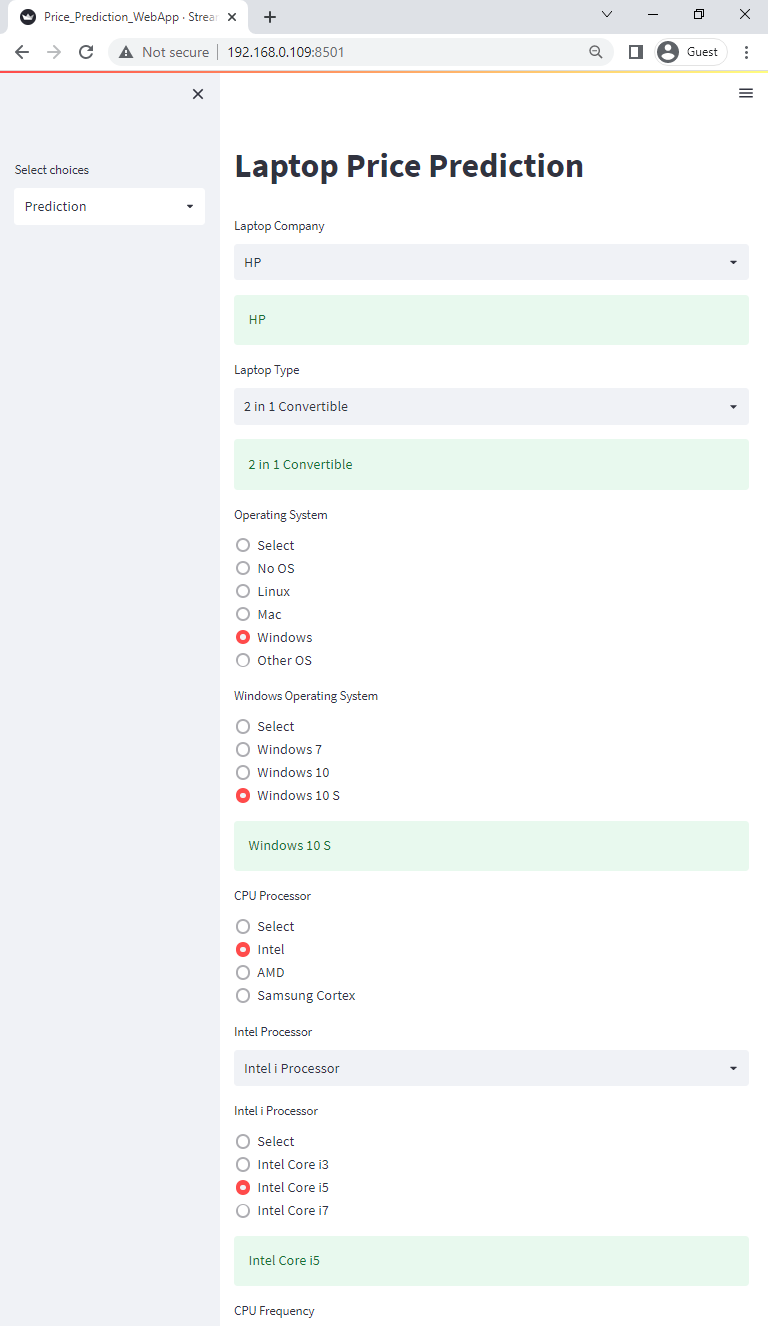 Price_Prediction_WebApp · Strear
Not secure 192.168.0.109:8501
Guest
Select choices
Prediction
Laptop Price Prediction
Laptop Company
HP
HP
Laptop Type
2 in 1 Convertible
2 in 1 Convertible
Operating System
Select
No OS
Linux
Mac
Windows
Other OS
Windows Operating System
Select
Windows 7
Windows 10
Windows 10 S
Windows 10 S
CPU Processor
Select
Intel
AMD
Samsung Cortex
Intel Processor
Intel i Processor
Intel i Processor
Select
Intel Core i3
Intel Core i5
Intel Core i7
Intel Core i5
CPU Frequency